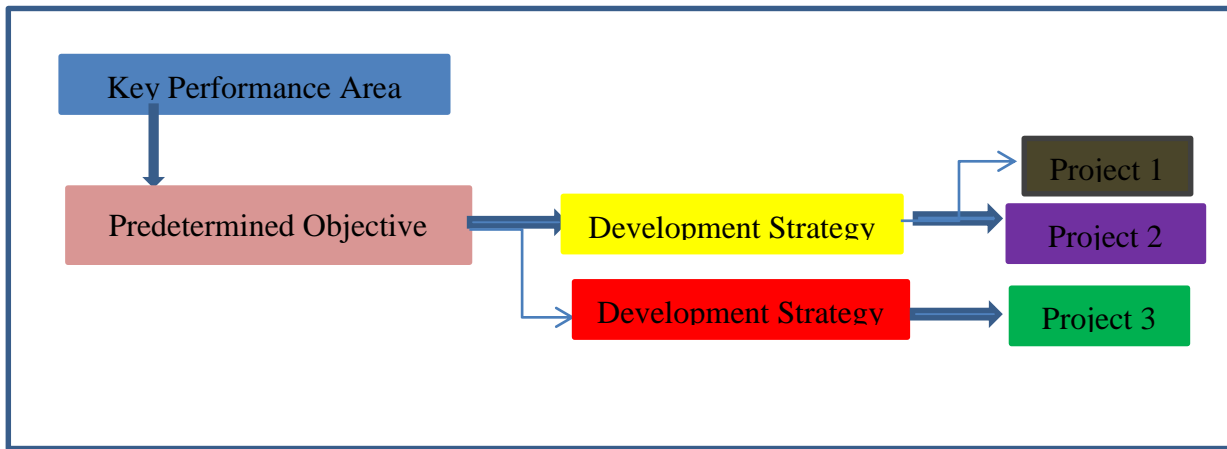 Key Performance Area
Project 1
Predetermined Objective
Development Strategy
Project 2
Development Strategy
Project 3